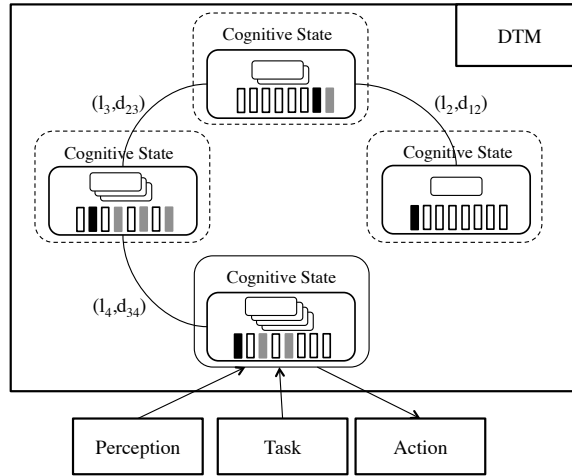 Cognitive State
DTM
(l₃,d₂₃)
(l₂,d₁₂)
Cognitive State
Cognitive State
Cognitive State
(l₄,d₃₄)
Perception
Task
Action